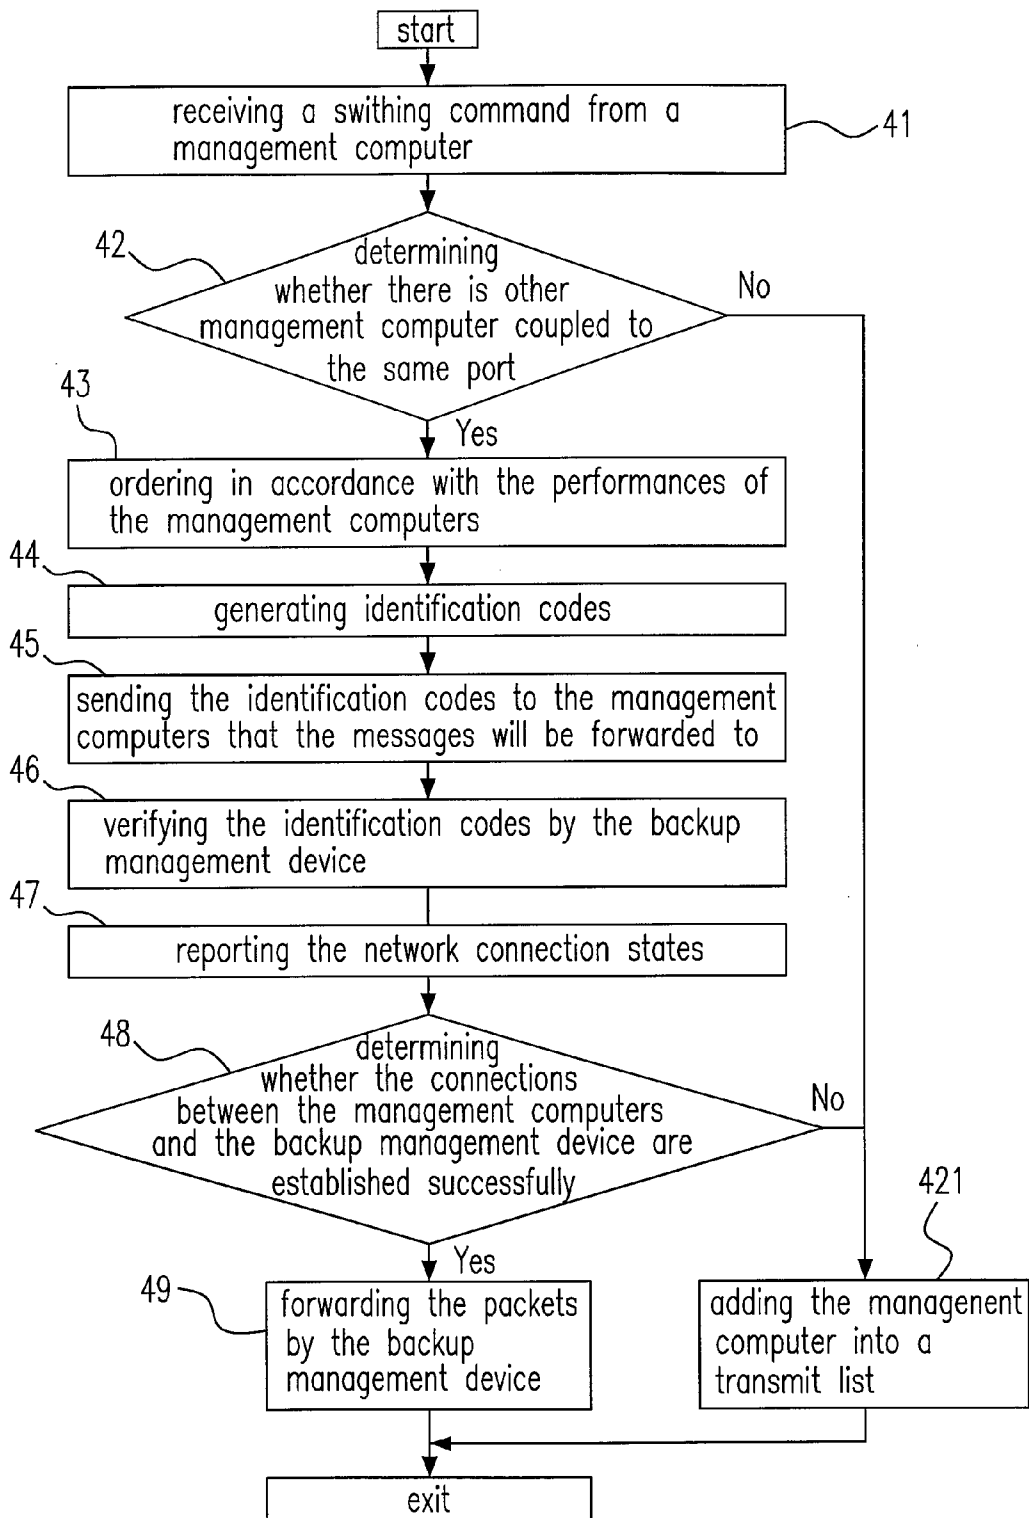 start
receiving a swithing command from a
management computer
41
42
determining
whether there is other
management computer coupled to
the same port
No
Yes
43
ordering in accordance with the performances of
the management computers
44
generating identification codes
45
sending the identification codes to the management
computers that the messages will be forwarded to
46
verifying the identification codes by the backup
management device
47
reporting the network connection states
48
determining
whether the connections
between the management computers
and the backup management device are
established successfully
No
Yes
49
forwarding the packets
by the backup
management device
421
adding the managenent
computer into a
transmit list
exit